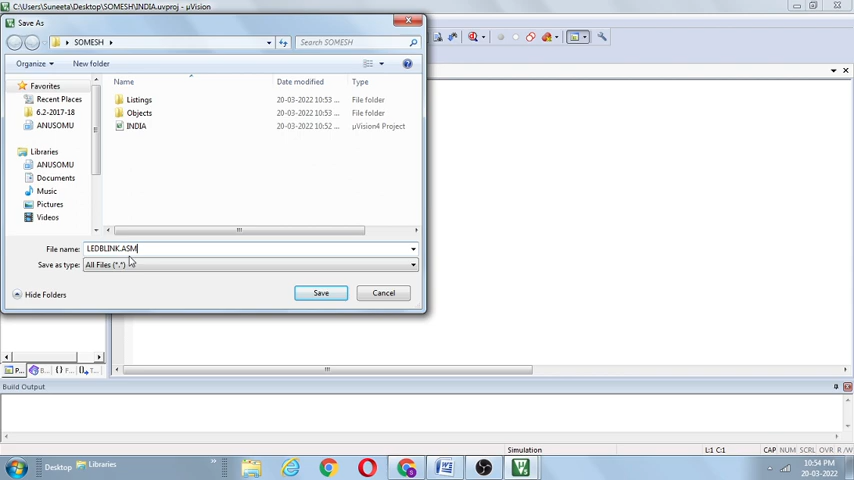 C:\Users\Suneeta\Desktop\SOMESH\INDIA.uvproj - µVision
Save As
SOMESH
Search SOMESH
Organize
New folder
Favorites
Recent Places
6.2-2017-18
ANUSOMU
Libraries
ANUSOMU
Documents
Music
Pictures
Videos
Name
Date modified
Type
Listings
20-03-2022 10:53 ...
File folder
Objects
20-03-2022 10:53 ...
File folder
INDIA
20-03-2022 10:52 ...
µVision4 Project
File name: LEDBLINK.ASM
Save as type: All Files (*.*)
Hide Folders
Save
Cancel
P...
B...
F...
T...
Build Output
Simulation
L:1 C:1
CAP NUM SCRL OVR R/W
Desktop
Libraries
10:54 PM
20-03-2022